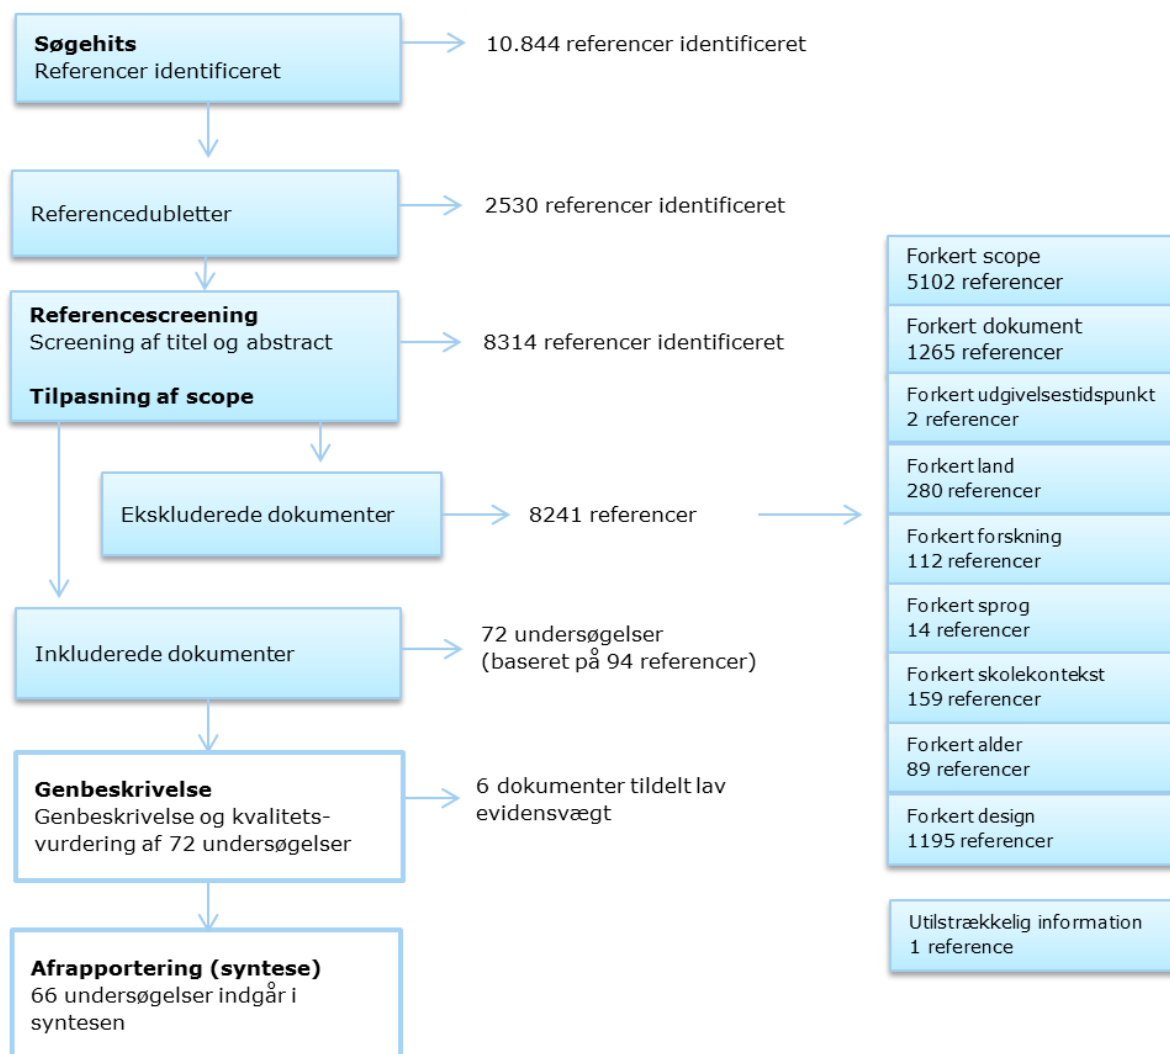 Søgehits
Referencer identificeret
10.844 referencer identificeret
Referencedubletter
2530 referencer identificeret
Referencescreening
Screening af titel og abstract
Tilpasning af scope
8314 referencer identificeret
Ekskluderede dokumenter
8241 referencer
Forkert scope
5102 referencer
Forkert dokument
1265 referencer
Forkert udgivelsestidspunkt
2 referencer
Forkert land
280 referencer
Forkert forskning
112 referencer
Forkert sprog
14 referencer
Forkert skolekontekst
159 referencer
Forkert alder
89 referencer
Forkert design
1195 referencer
Utilstrækkelig information
1 reference
Inkluderede dokumenter
72 undersøgelser
(baseret på 94 referencer)
Genbeskrivelse
Genbeskrivelse og kvalitets-
vurdering af 72 undersøgelser
6 dokumenter tildelt lav
evidensvægt
Afrapportering (syntese)
66 undersøgelser indgår i
syntesen